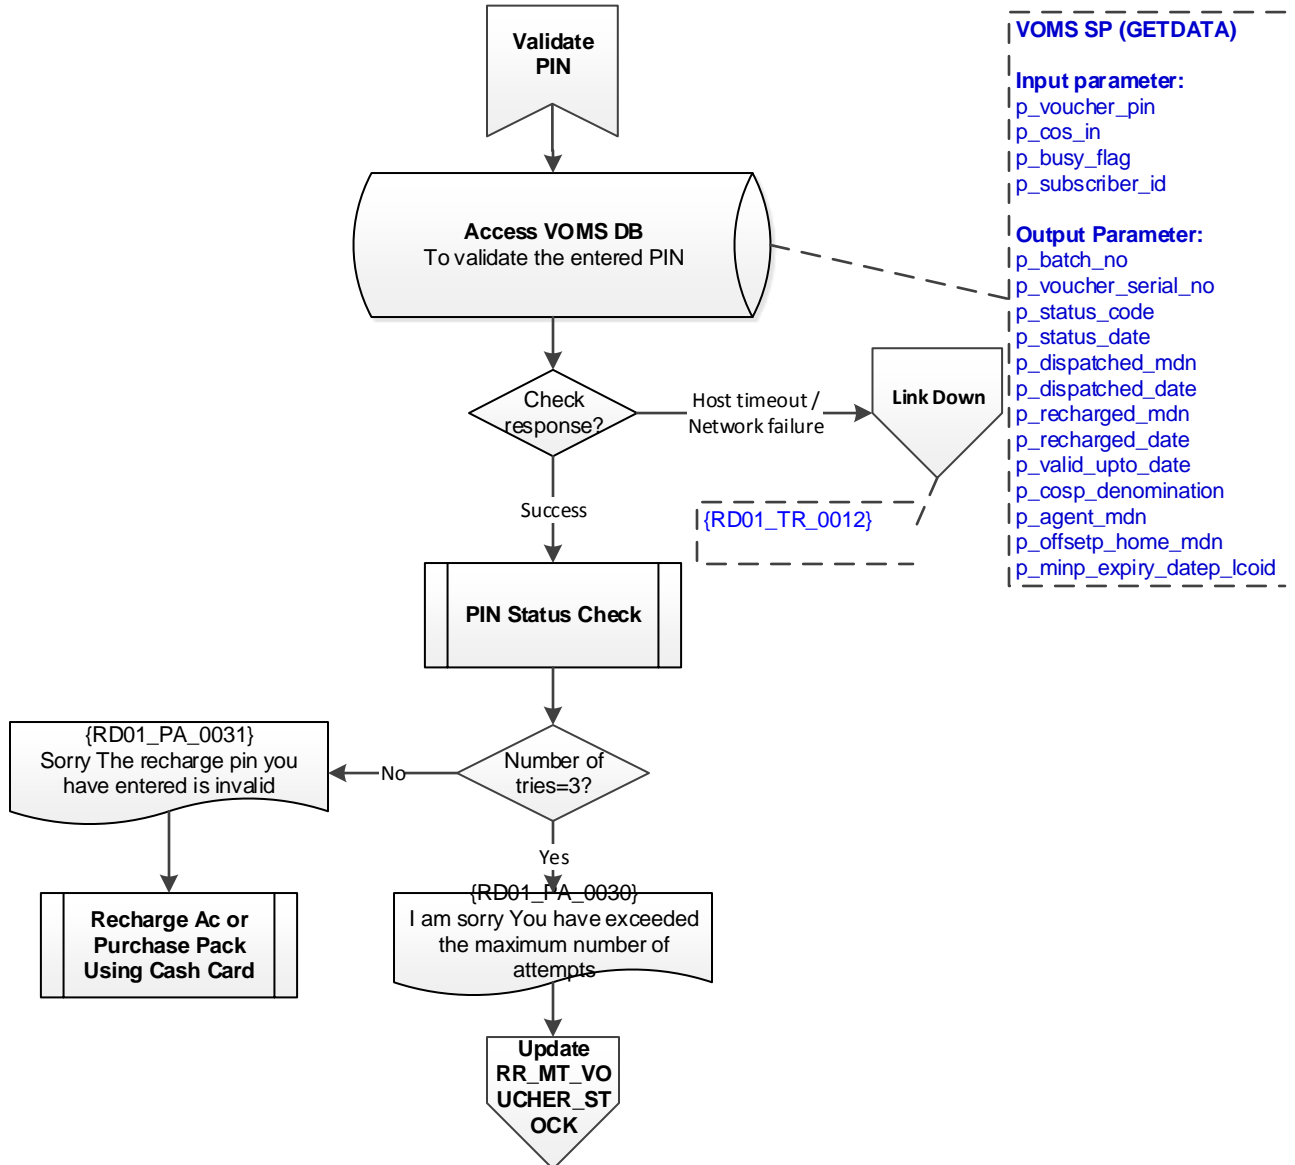 Validate
PIN
VOMS SP (GETDATA)
Input parameter:
p_voucher_pin
p_cos_in
p_busy_flag
p_subscriber_id
Output Parameter:
p_batch_no
p_voucher_serial_no
p_status_code
p_status_date
p_dispatched_mdn
p_dispatched_date
p_recharged_mdn
p_recharged_date
p_valid_upto_date
p_cosp_denomination
p_agent_mdn
p_offsetp_home_mdn
p_minp_expiry_datep_lcoid
Access VOMS DB
To validate the entered PIN
Check
response?
Host timeout /
Network failure
Link Down
{RD01_TR_0012}
Success
PIN Status Check
Number of
tries=3?
No
{RD01_PA_0031}
Sorry The recharge pin you
have entered is invalid
Recharge Ac or
Purchase Pack
Using Cash Card
Yes
{RD01_PA_0030}
I am sorry You have exceeded
the maximum number of
attempts
Update
RR_MT_VO
UCHER_ST
OCK